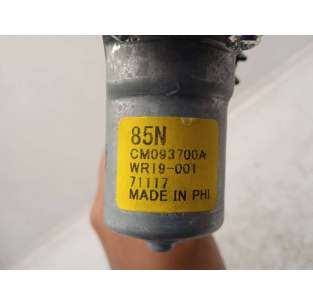 85N
CM093700A
WR19-001
71117
MADE IN PHI